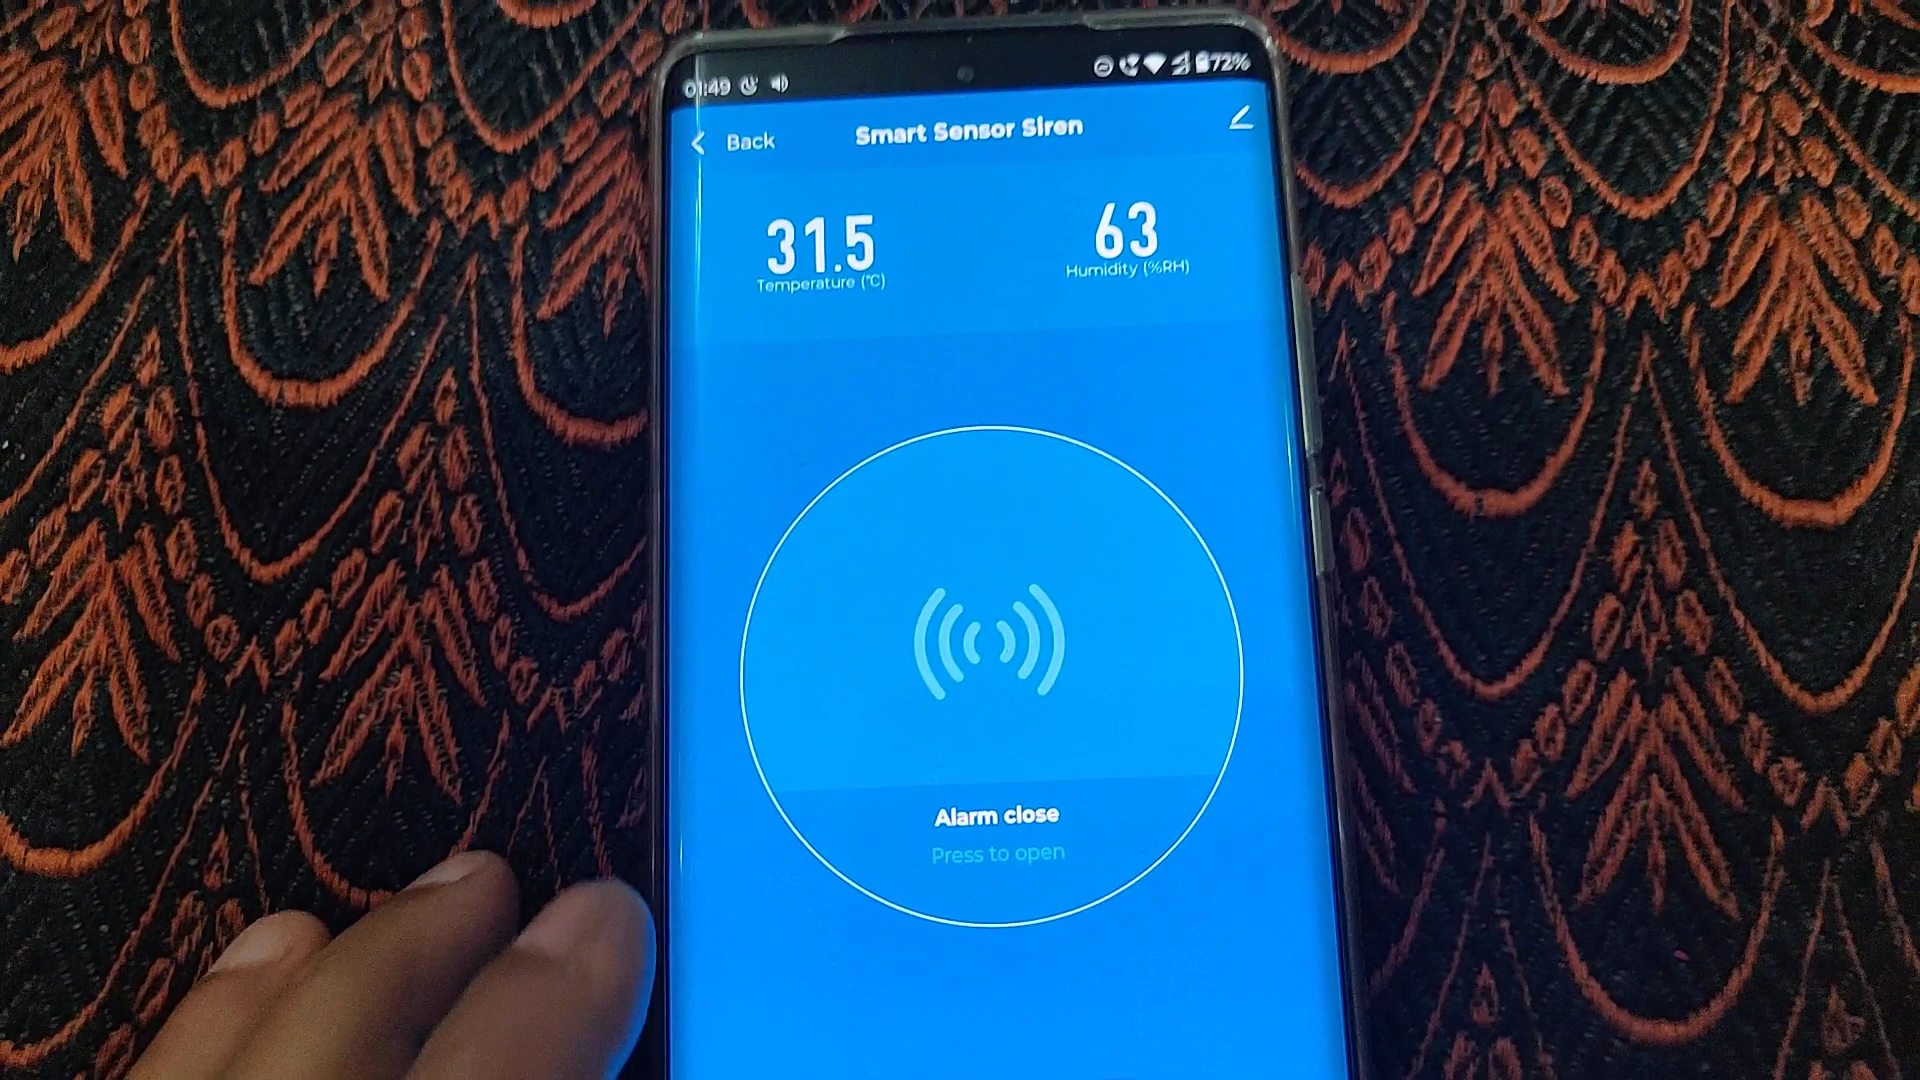 01:49 72%
Back Smart Sensor Siren
31.5 63
Temperature (°C) Humidity (%RH)
Alarm close
Press to open